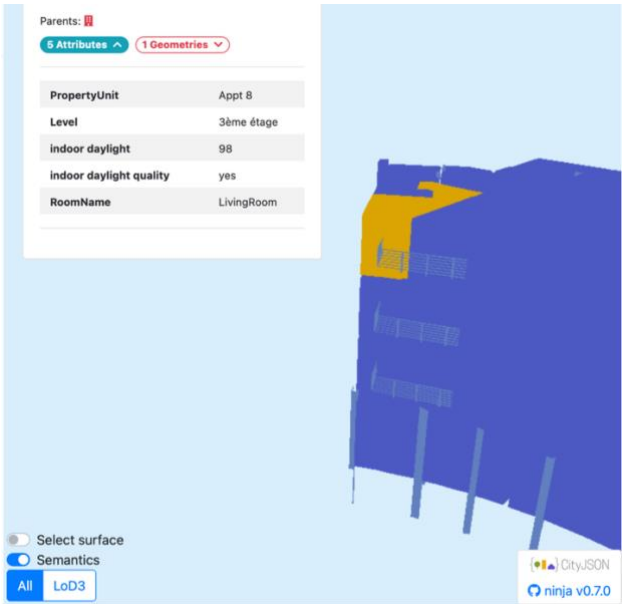 Parents:
5 Attributes
1 Geometries
PropertyUnit Appt 8
Level 3ème étage
indoor daylight 98
indoor daylight quality yes
RoomName LivingRoom
Select surface
Semantics
All LoD3
{} CityJSON
ninja v0.7.0